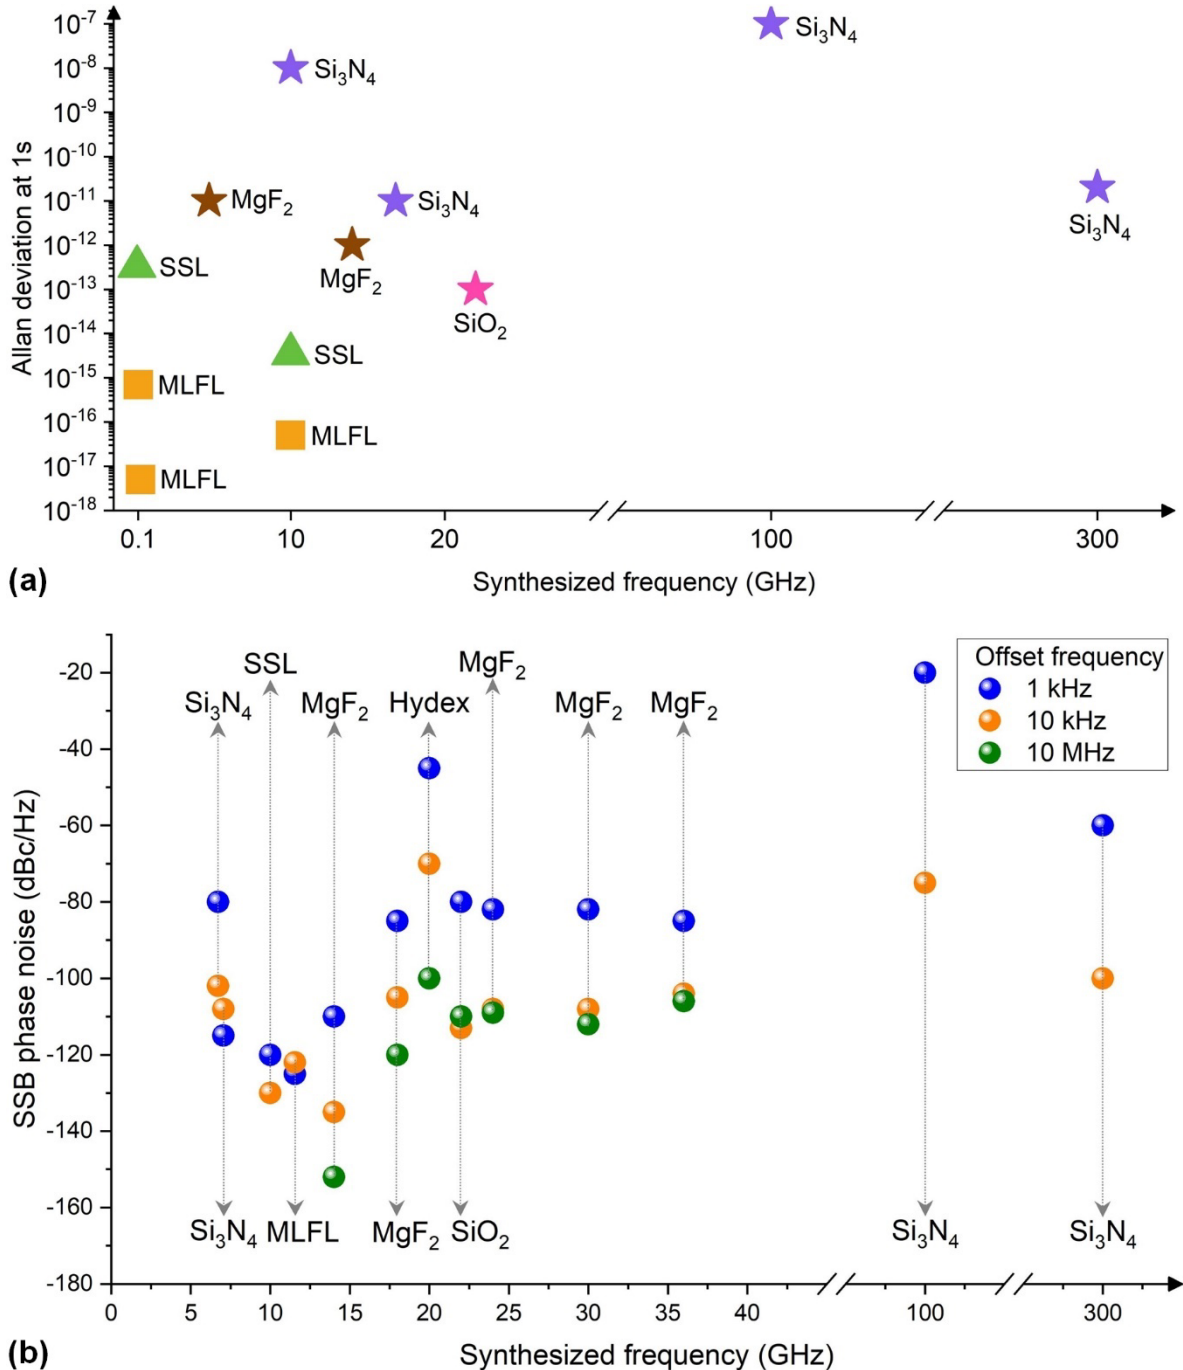 Allan deviation at 1s
10⁻⁷
10⁻⁸
10⁻⁹
10⁻¹⁰
10⁻¹¹
10⁻¹²
10⁻¹³
10⁻¹⁴
10⁻¹⁵
10⁻¹⁶
10⁻¹⁷
10⁻¹⁸
Si₃N₄
Si₃N₄
MgF₂
Si₃N₄
Si₃N₄
SSL
MgF₂
SiO₂
SSL
MLFL
MLFL
MLFL
0.1 10 20 100 300
(a)
Synthesized frequency (GHz)
SSB phase noise (dBc/Hz)
-20
-40
-60
-80
-100
-120
-140
-160
-180
SSL
MgF₂
Si₃N₄ MgF₂ Hydex MgF₂ MgF₂
Offset frequency
1 kHz
10 kHz
10 MHz
Si₃N₄ MLFL MgF₂ SiO₂ Si₃N₄ Si₃N₄
0 5 10 15 20 25 30 35 40 100 300
(b)
Synthesized frequency (GHz)